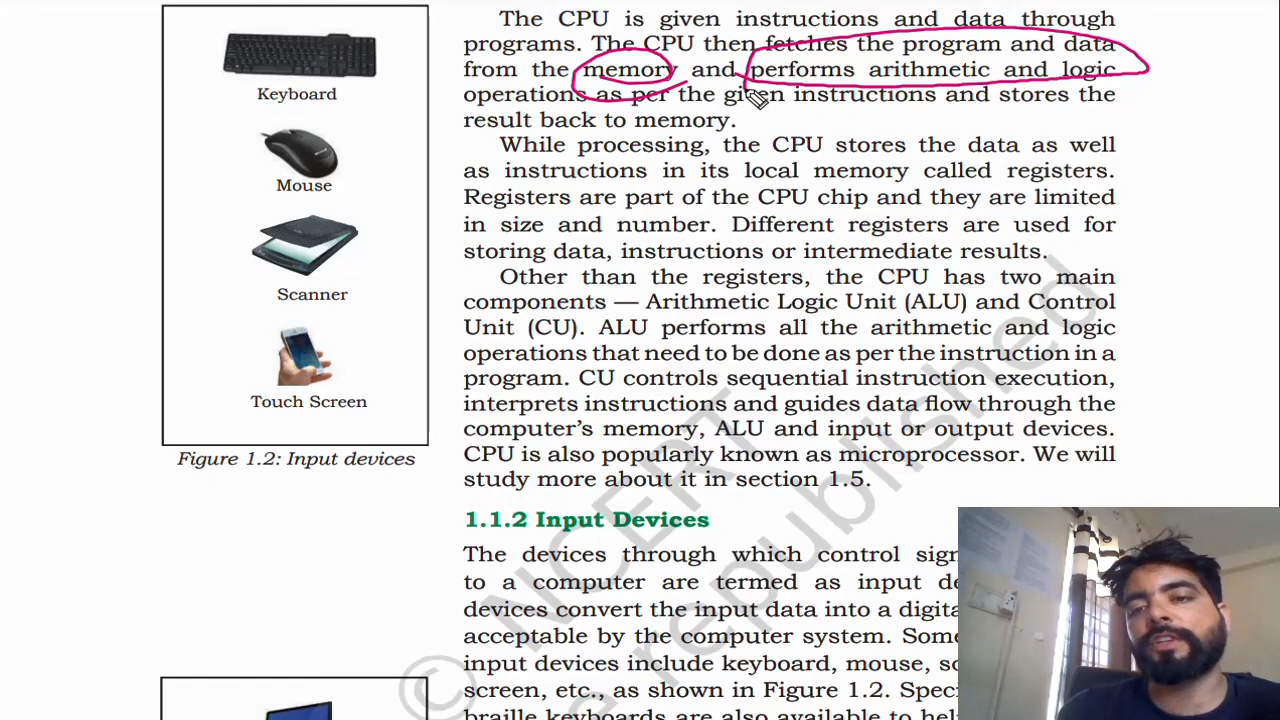 The CPU is given instructions and data through
programs. The CPU then fetches the program and data
from the memory and performs arithmetic and logic
operations as per the given instructions and stores the
result back to memory.
While processing, the CPU stores the data as well
as instructions in its local memory called registers.
Registers are part of the CPU chip and they are limited
in size and number. Different registers are used for
storing data, instructions or intermediate results.
Other than the registers, the CPU has two main
components — Arithmetic Logic Unit (ALU) and Control
Unit (CU). ALU performs all the arithmetic and logic
operations that need to be done as per the instruction in a
program. CU controls sequential instruction execution,
interprets instructions and guides data flow through the
computer's memory, ALU and input or output devices.
CPU is also popularly known as microprocessor. We will
study more about it in section 1.5.
Keyboard
Mouse
Scanner
Touch Screen
Figure 1.2: Input devices
1.1.2 Input Devices
The devices through which control
to a computer are termed as input
devices convert the input data into a
acceptable by the computer system.
input devices include keyboard, mouse,
screen, etc., as shown in Figure 1.2.
braille keyboards are also available to
© NCERT
republished